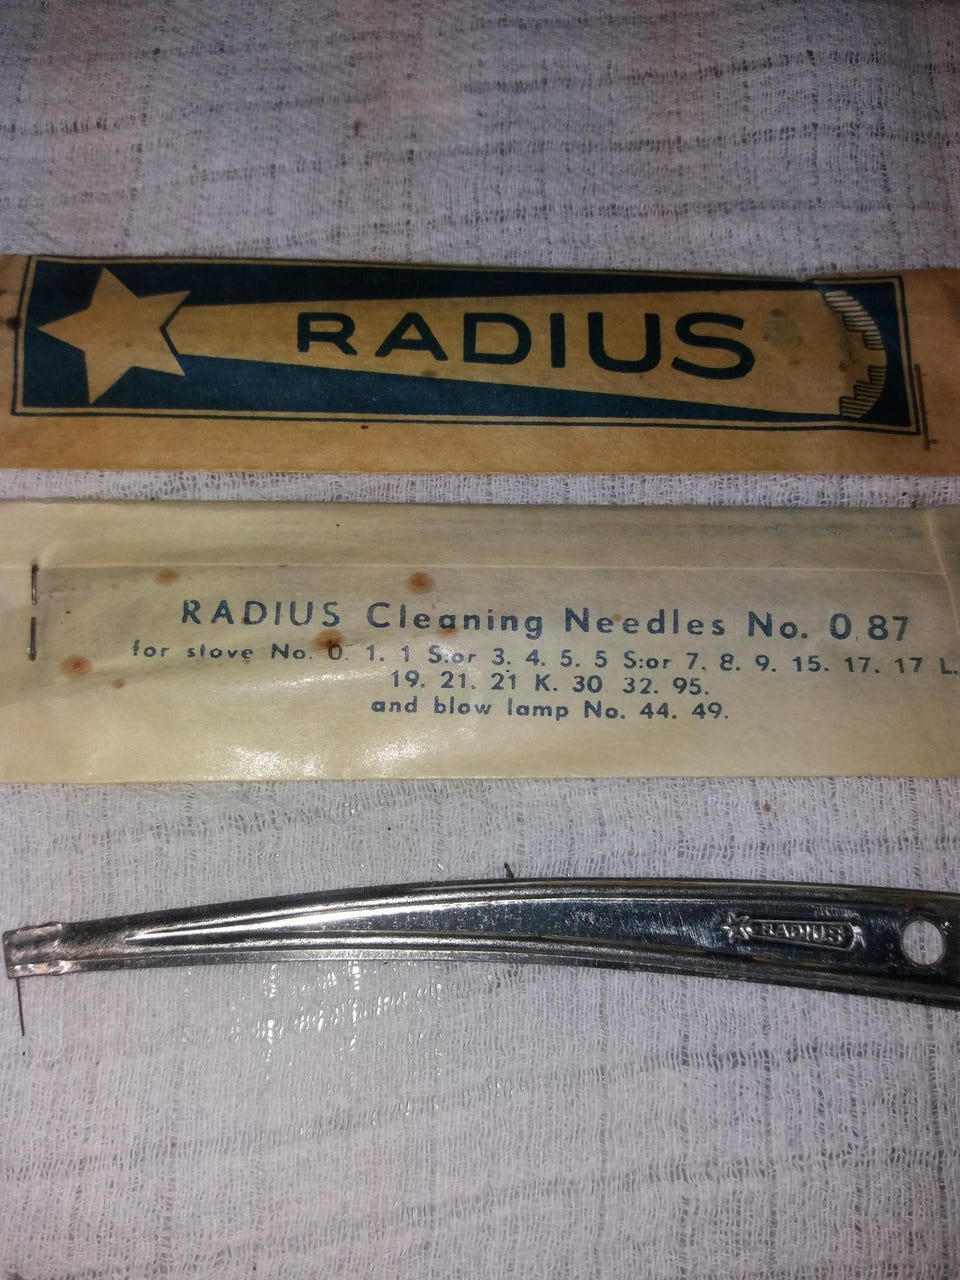 RADIUS
RADIUS Cleaning Needles No. 0,87
for stove No. 0. 1. 1 S:or 3. 4. 5. 5 S:or 7. 8. 9. 15. 17. 17 L.
19. 21. 21 K. 30 32. 95.
and blow lamp No. 44. 49.
RADIUS